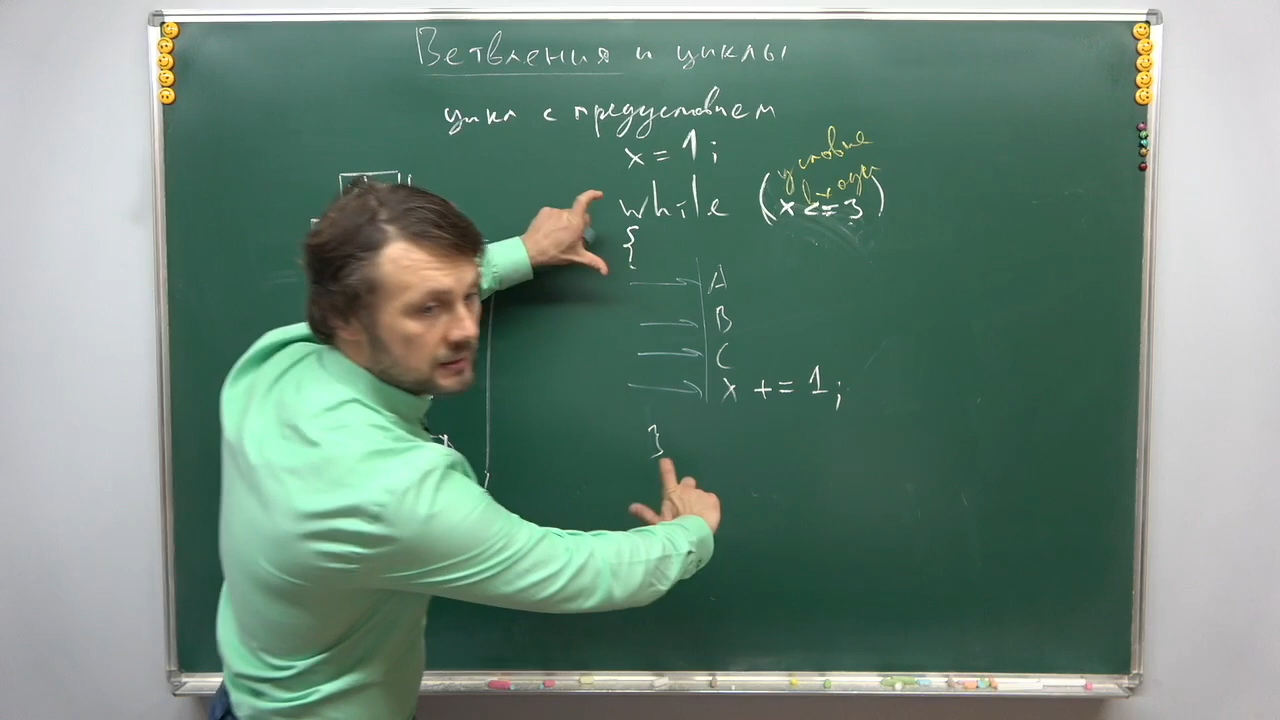 Ветвления и циклы
цикл с предусловием
x = 1;
условие
входа
while (x <= 3)
{
A
B
C
x += 1;
}